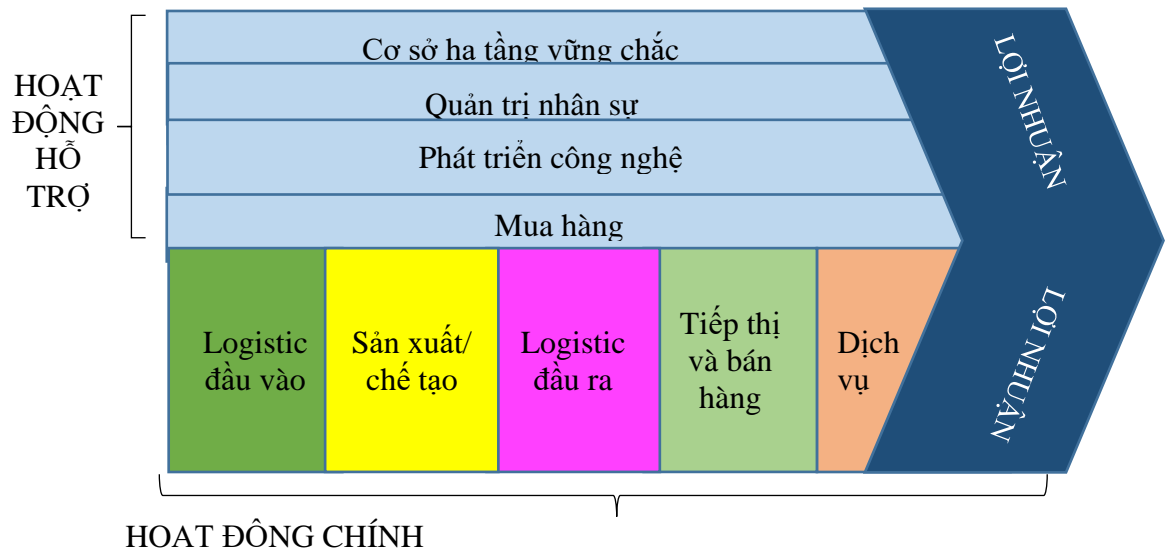 HOẠT
ĐỘNG
HỖ
TRỢ
Cơ sở ha tầng vững chắc
Quản trị nhân sự
Phát triển công nghệ
Mua hàng
LỢI NHUẬN
Logistic
đầu vào
Sản xuất/
chế tạo
Logistic
đầu ra
Tiếp thị
và bán
hàng
Dịch
vụ
LỢI NHUẬN
HOAT ĐÔNG CHÍNH